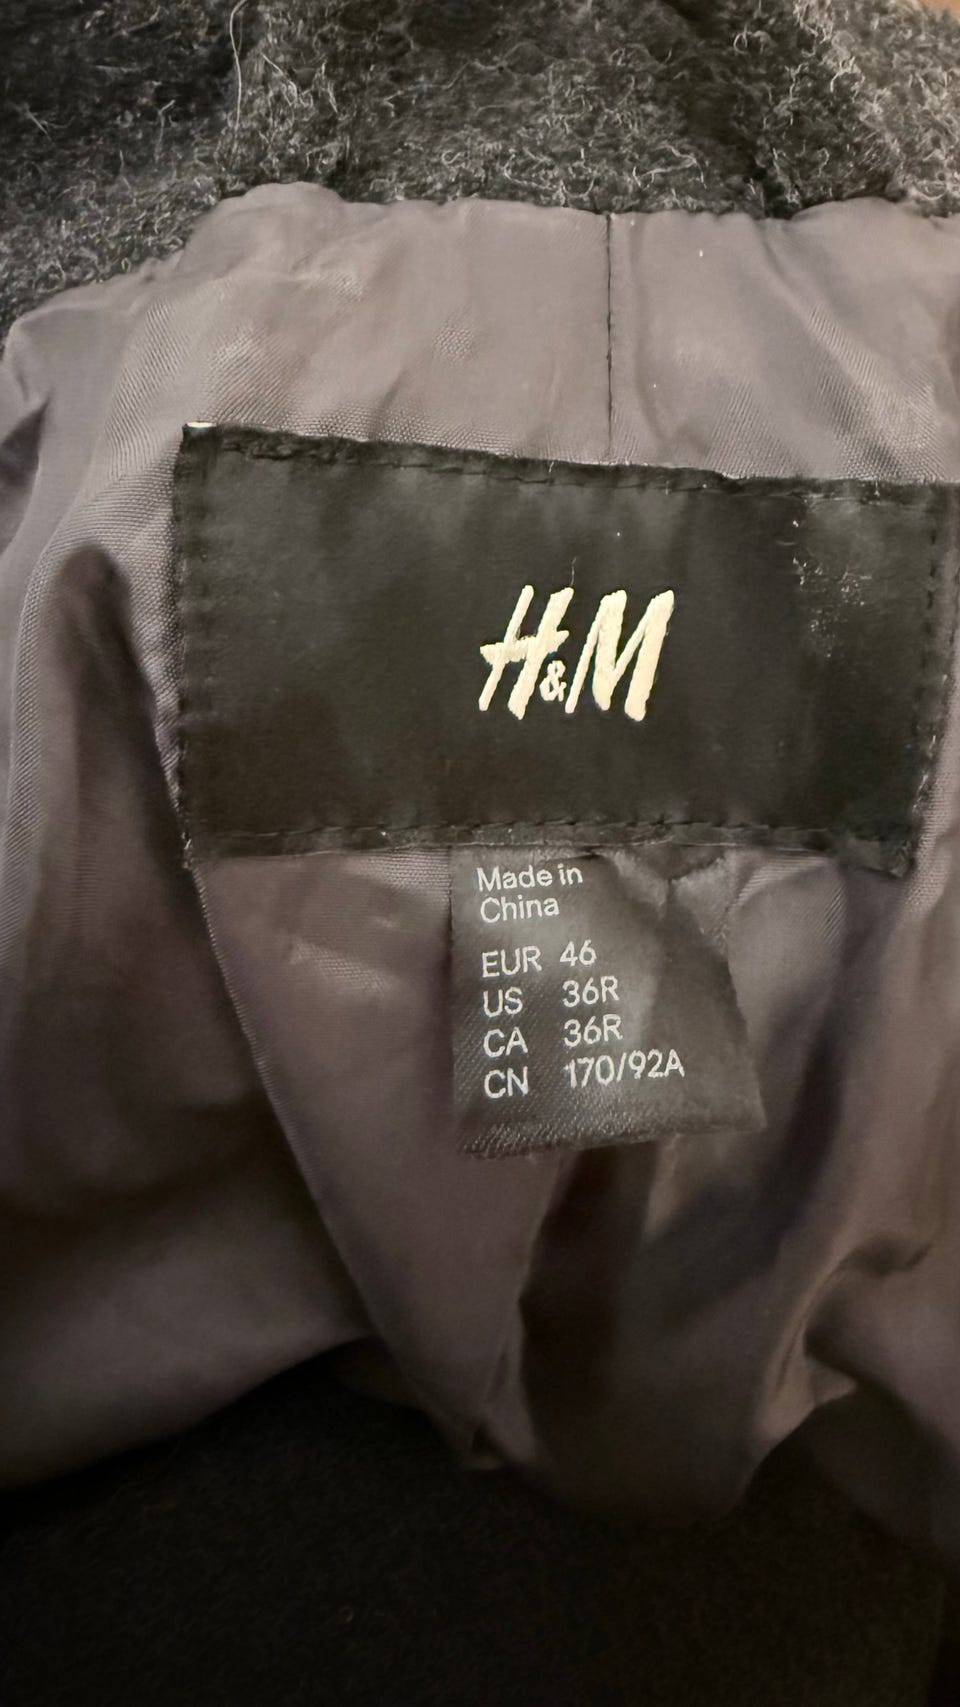 H&M
Made in
China
EUR 46
US 36R
CA 36R
CN 170/92A